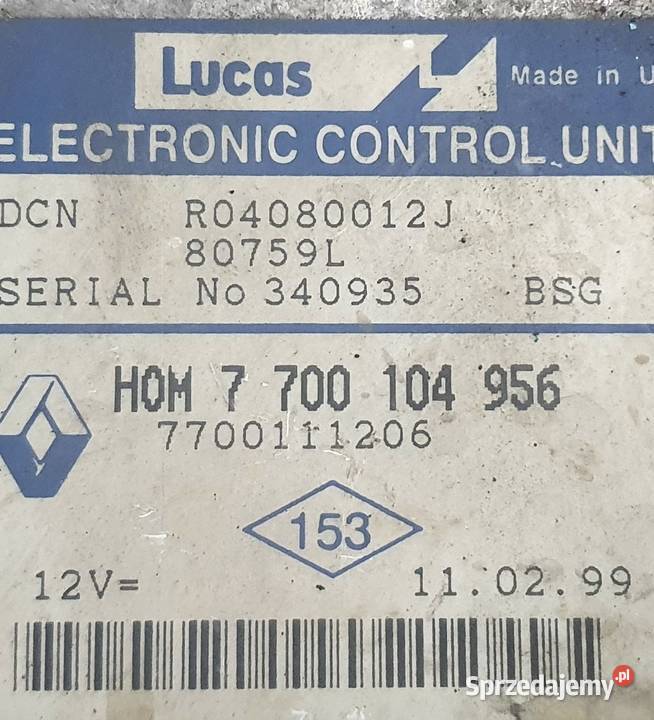 Lucas
Made in U
ELECTRONIC CONTROL UNIT
DCN R04080012J
80759L
SERIAL No 340935 BSG
HOM 7 700 104 956
7700111206
153
12V=
11.02.99
Sprzedajemy.pl